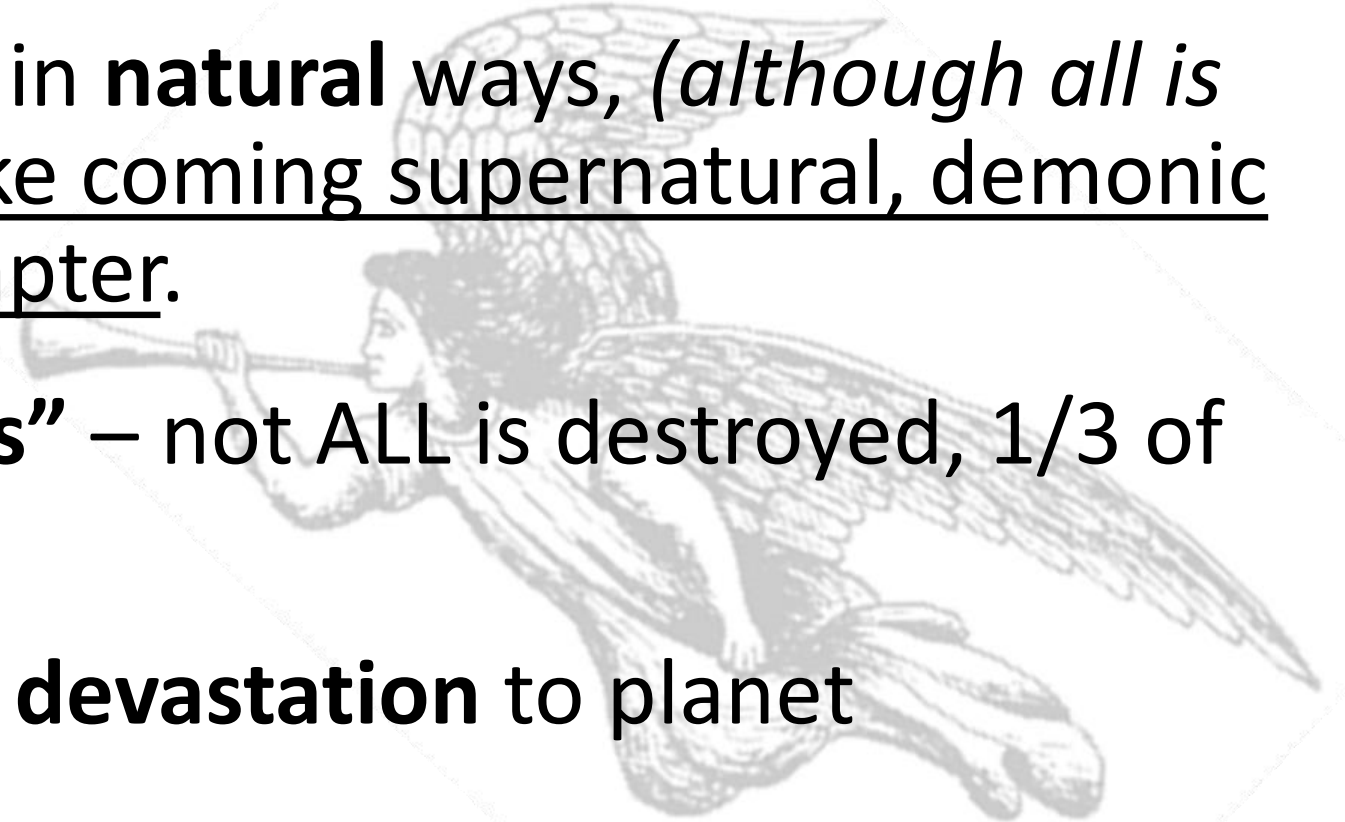 in natural ways, (although all is
ke coming supernatural, demonic
pter.
s” – not ALL is destroyed, 1/3 of
devastation to planet